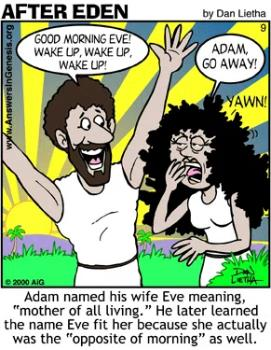 AFTER EDEN
by Dan Lietha
www.AnswersInGenesis.org
9
GOOD MORNING EVE!
WAKE UP, WAKE UP,
WAKE UP!
ADAM,
GO AWAY!
YAWN!
© 2000 AiG
DAN
LIETHA
Adam named his wife Eve meaning,
“mother of all living.” He later learned
the name Eve fit her because she actually
was the “opposite of morning” as well.